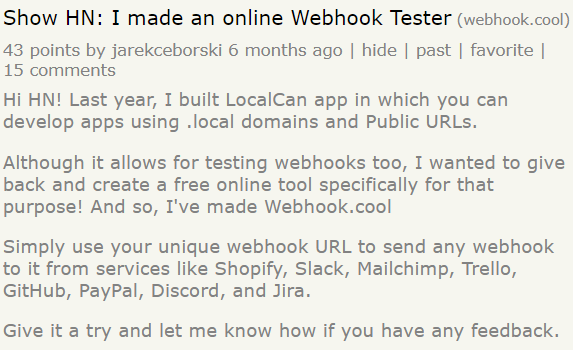 Show HN: I made an online Webhook Tester (webhook.cool)
43 points by jarekceborski 6 months ago | hide | past | favorite |
15 comments
Hi HN! Last year, I built LocalCan app in which you can
develop apps using .local domains and Public URLs.
Although it allows for testing webhooks too, I wanted to give
back and create a free online tool specifically for that
purpose! And so, I've made Webhook.cool
Simply use your unique webhook URL to send any webhook
to it from services like Shopify, Slack, Mailchimp, Trello,
GitHub, PayPal, Discord, and Jira.
Give it a try and let me know how if you have any feedback.